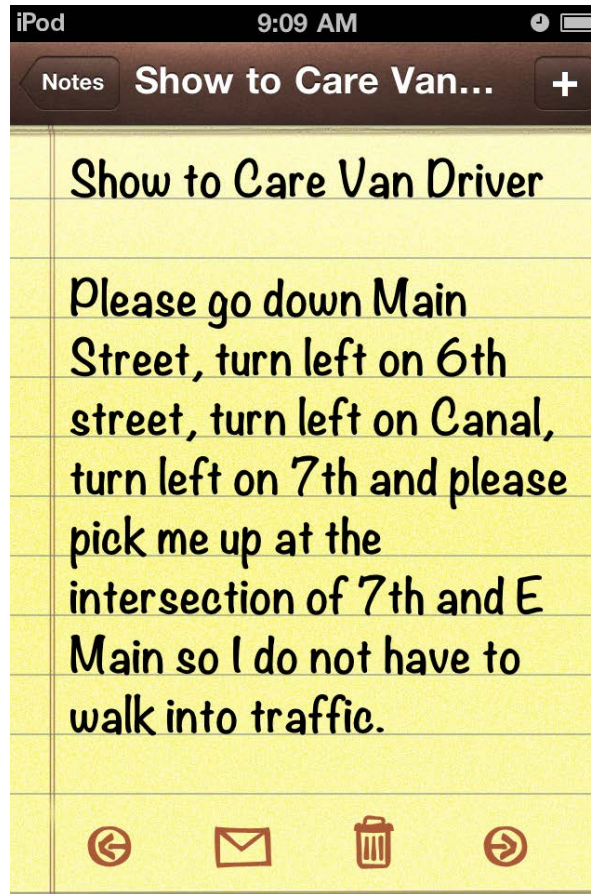 iPod 9:09 AM
Notes Show to Care Van... +
Show to Care Van Driver
Please go down Main
Street, turn left on 6th
street, turn left on Canal,
turn left on 7th and please
pick me up at the
intersection of 7th and E
Main so I do not have to
walk into traffic.